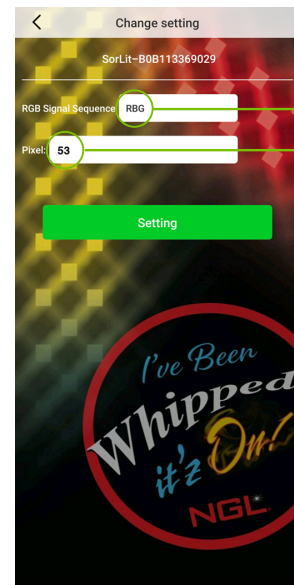 Change setting
SorLit-B0B113369029
RGB Signal Sequence RBG
Pixel: 53
Setting
I've Been
Whipped
it'z On!
NGL